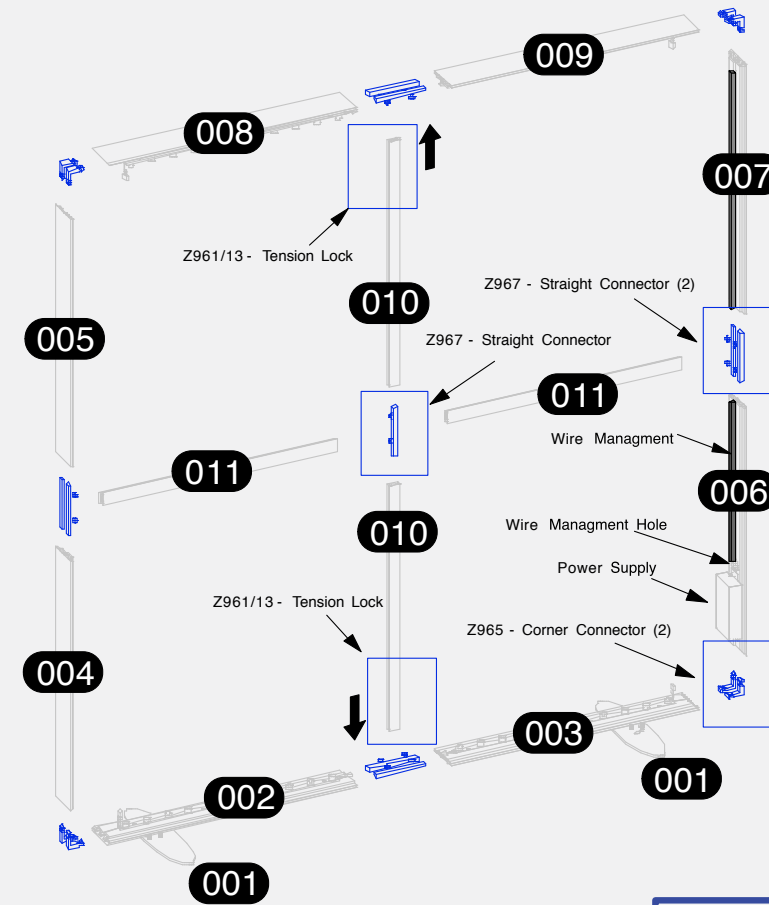 009
008
007
Z961/13 - Tension Lock
Z967 - Straight Connector (2)
010
005
Z967 - Straight Connector
011
Wire Managment
011
006
010
Wire Managment Hole
Power Supply
Z961/13 - Tension Lock
Z965 - Corner Connector (2)
004
003
002
001
001